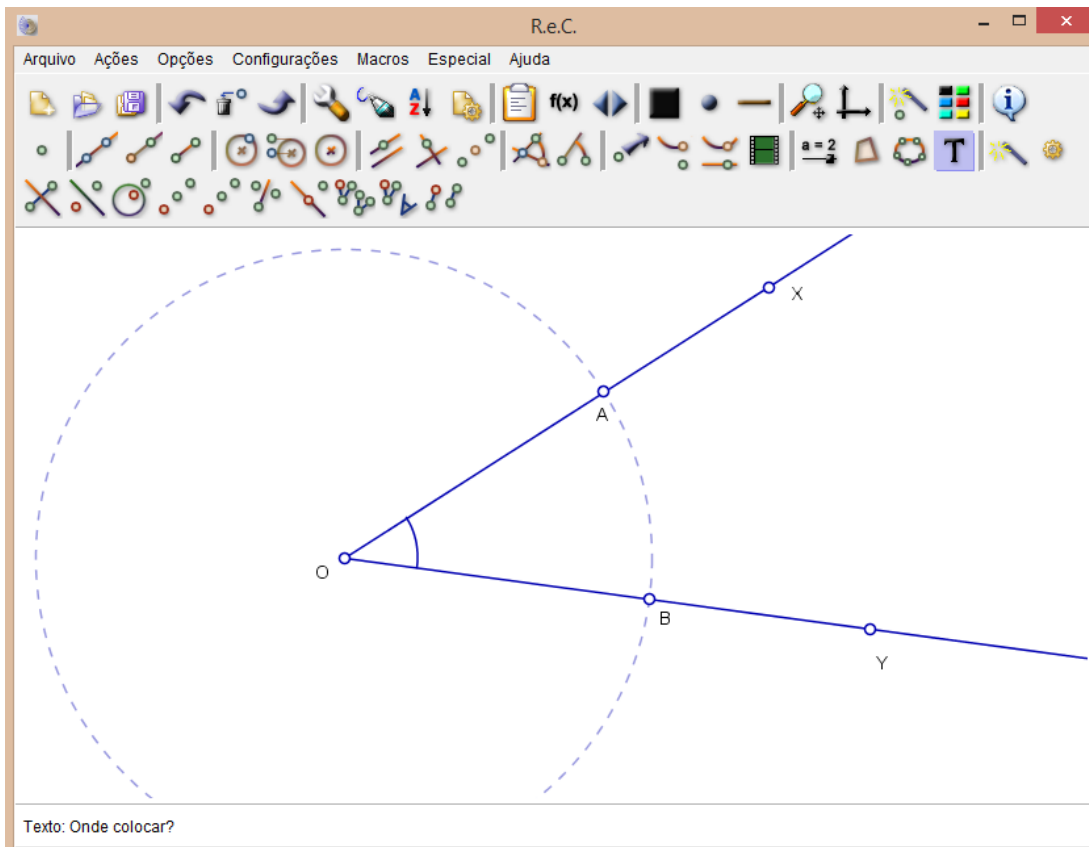 R.e.C.
Arquivo Ações Opções Configurações Macros Especial Ajuda
A
Z
f(x)
a = 2
T
X
A
O
B
Y
Texto: Onde colocar?